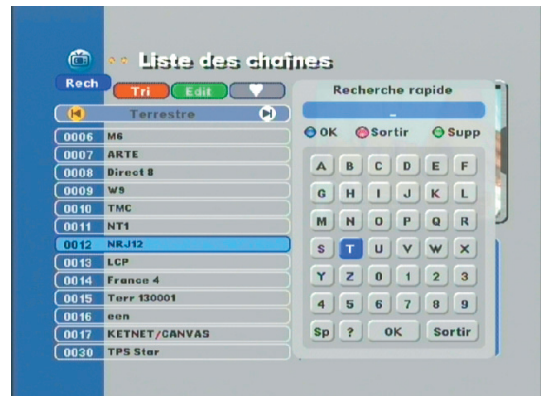 Liste des chaînes
Rech
Tri Edit
Terrestre
0006 M6
0007 ARTE
0008 Direct 8
0009 W9
0010 TMC
0011 NT1
0012 NRJ12
0013 LCP
0014 France 4
0015 Terr 130001
0016 een
0017 KETNET/CANVAS
0030 TPS Star
Recherche rapide
_
OK Sortir Supp
A B C D E F
G H I J K L
M N O P Q R
S T U V W X
Y Z 0 1 2 3
4 5 6 7 8 9
Sp ? OK Sortir